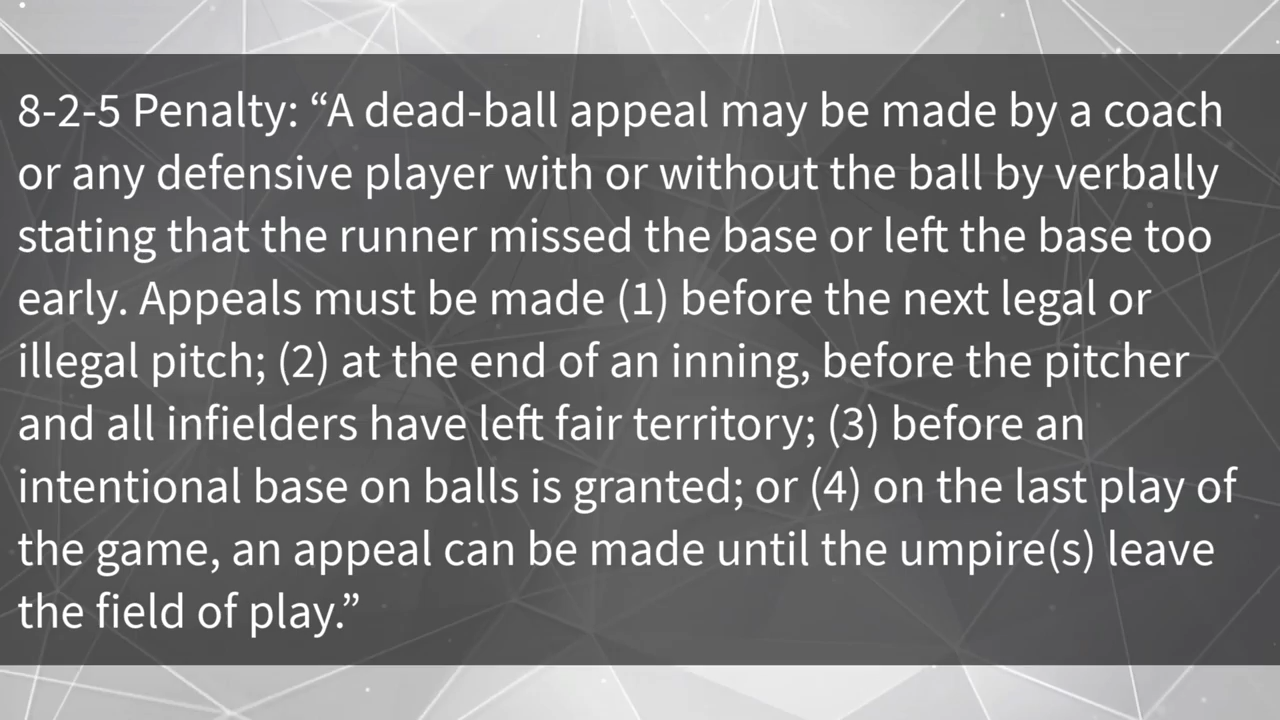 8-2-5 Penalty: “A dead-ball appeal may be made by a coach
or any defensive player with or without the ball by verbally
stating that the runner missed the base or left the base too
early. Appeals must be made (1) before the next legal or
illegal pitch; (2) at the end of an inning, before the pitcher
and all infielders have left fair territory; (3) before an
intentional base on balls is granted; or (4) on the last play of
the game, an appeal can be made until the umpire(s) leave
the field of play.”